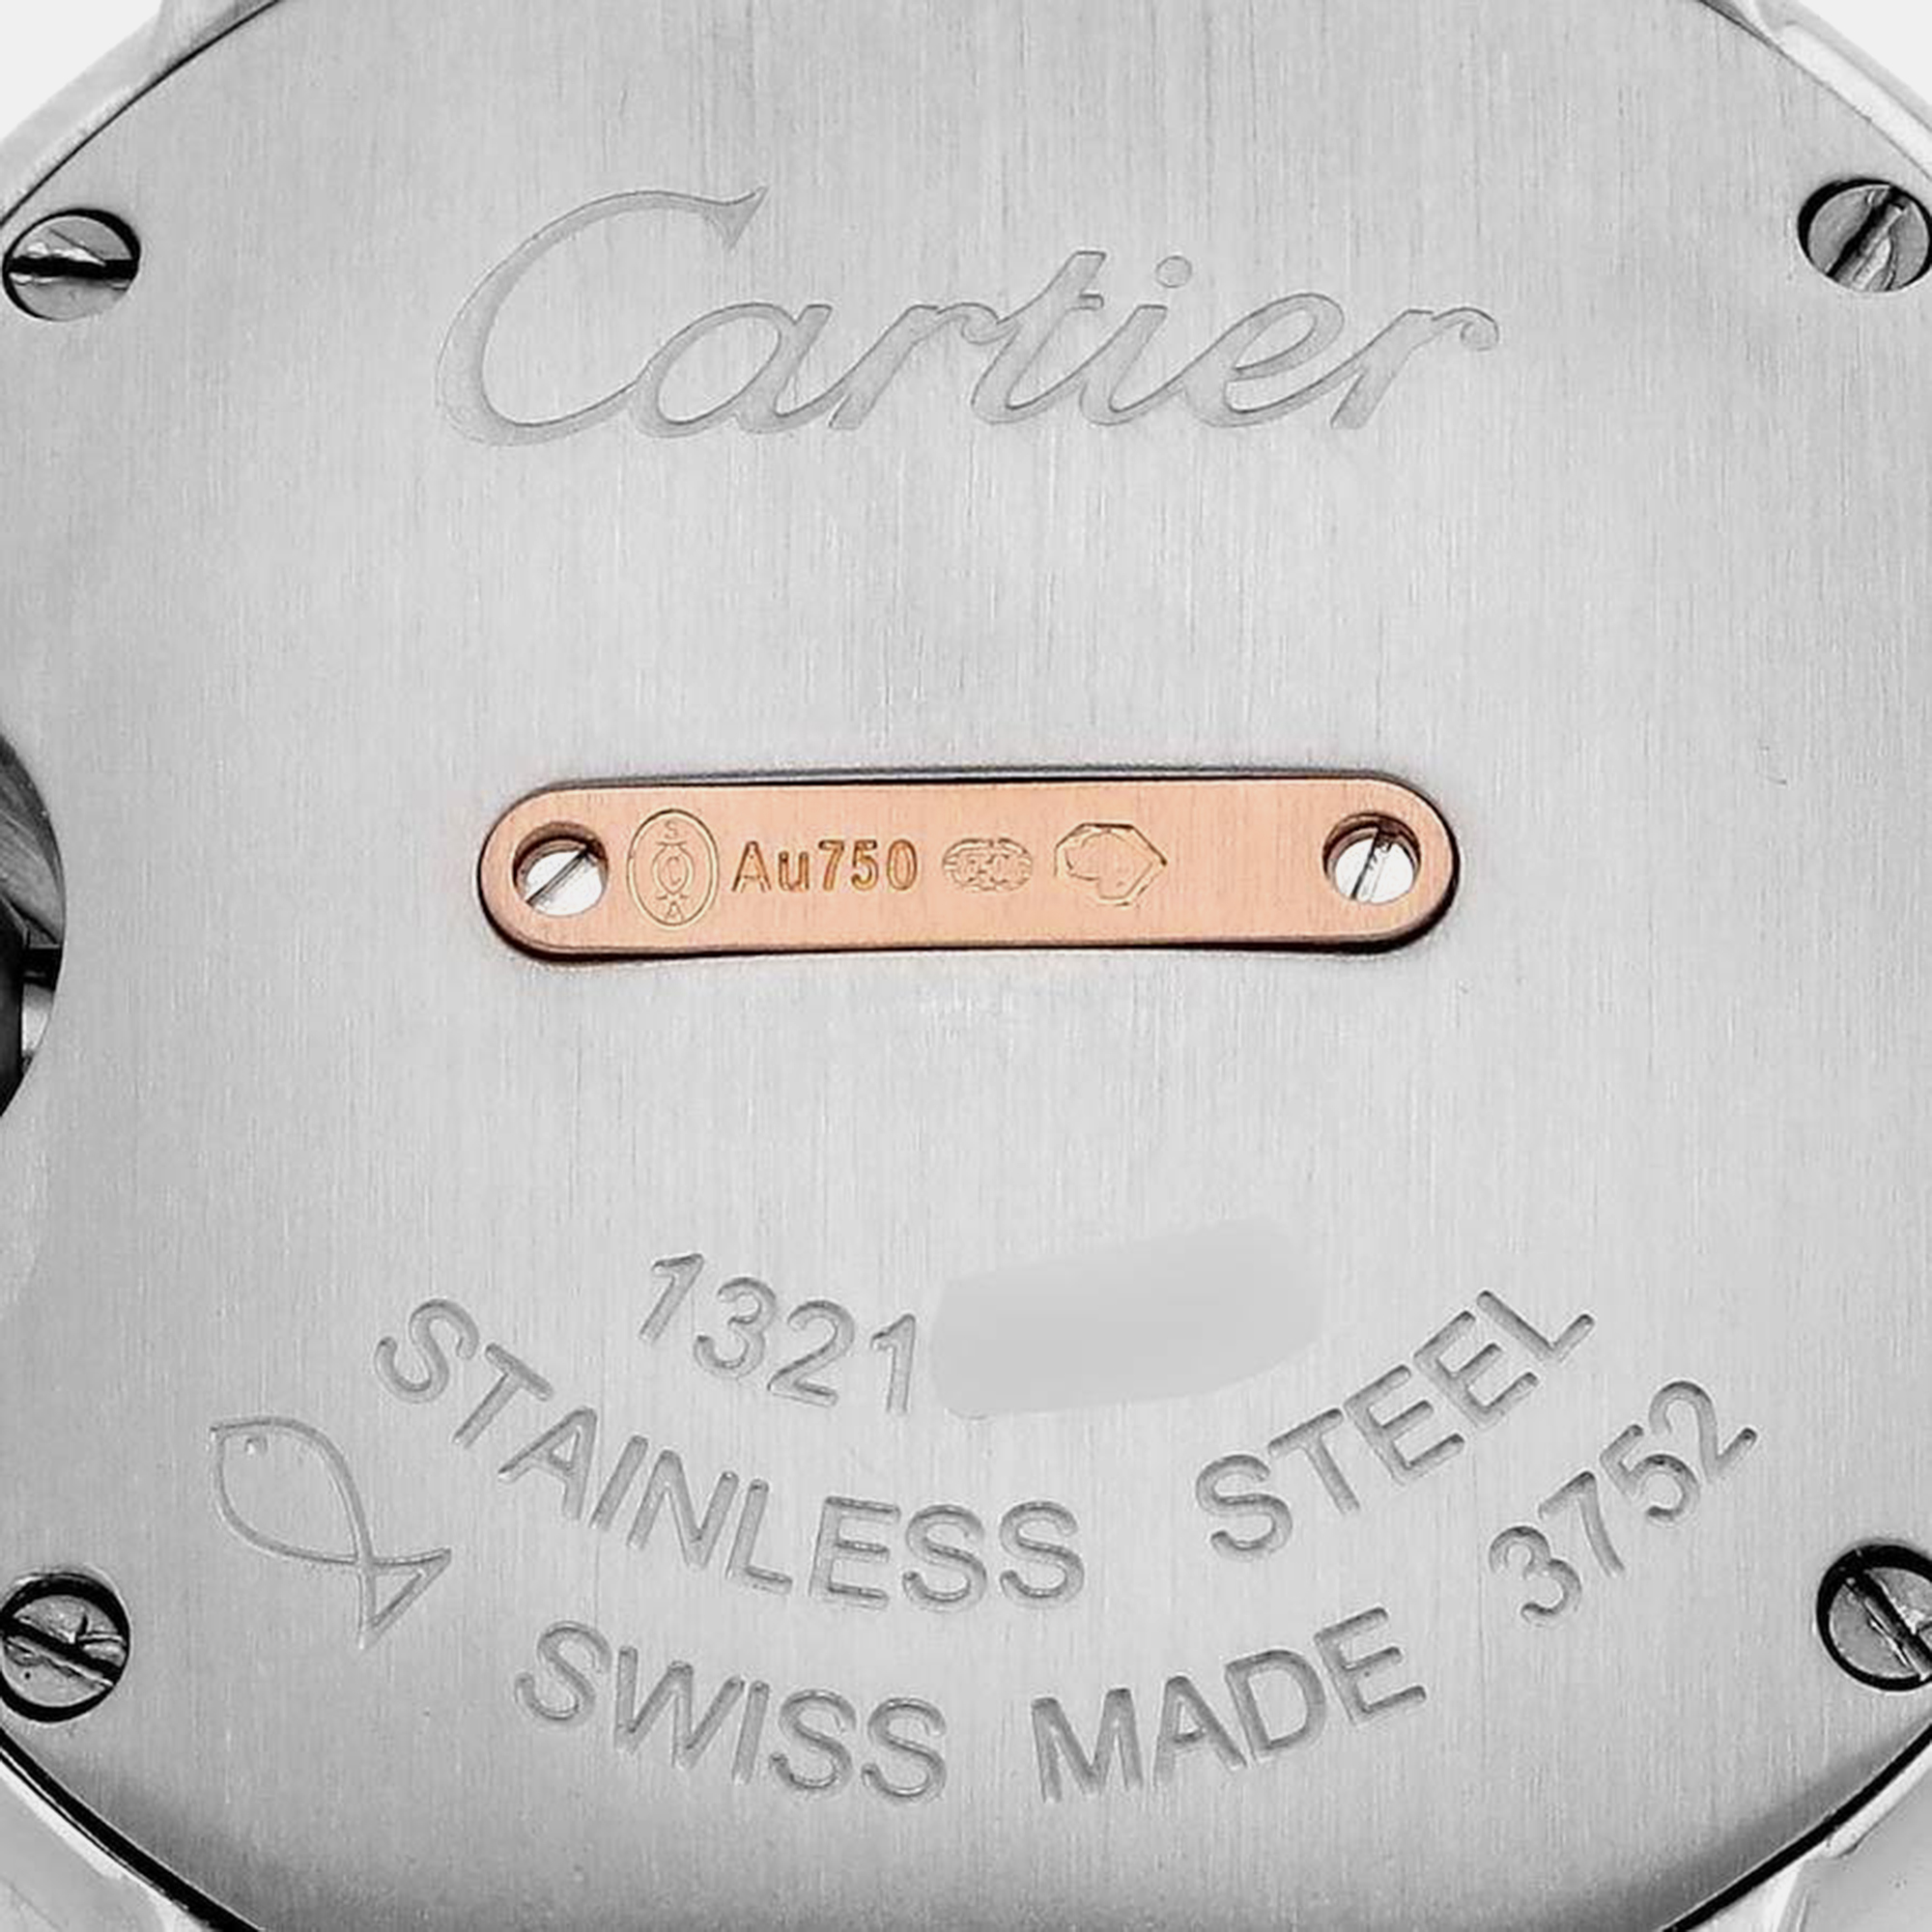 Cartier
Au750
1321
STAINLESS STEEL
SWISS MADE 3752